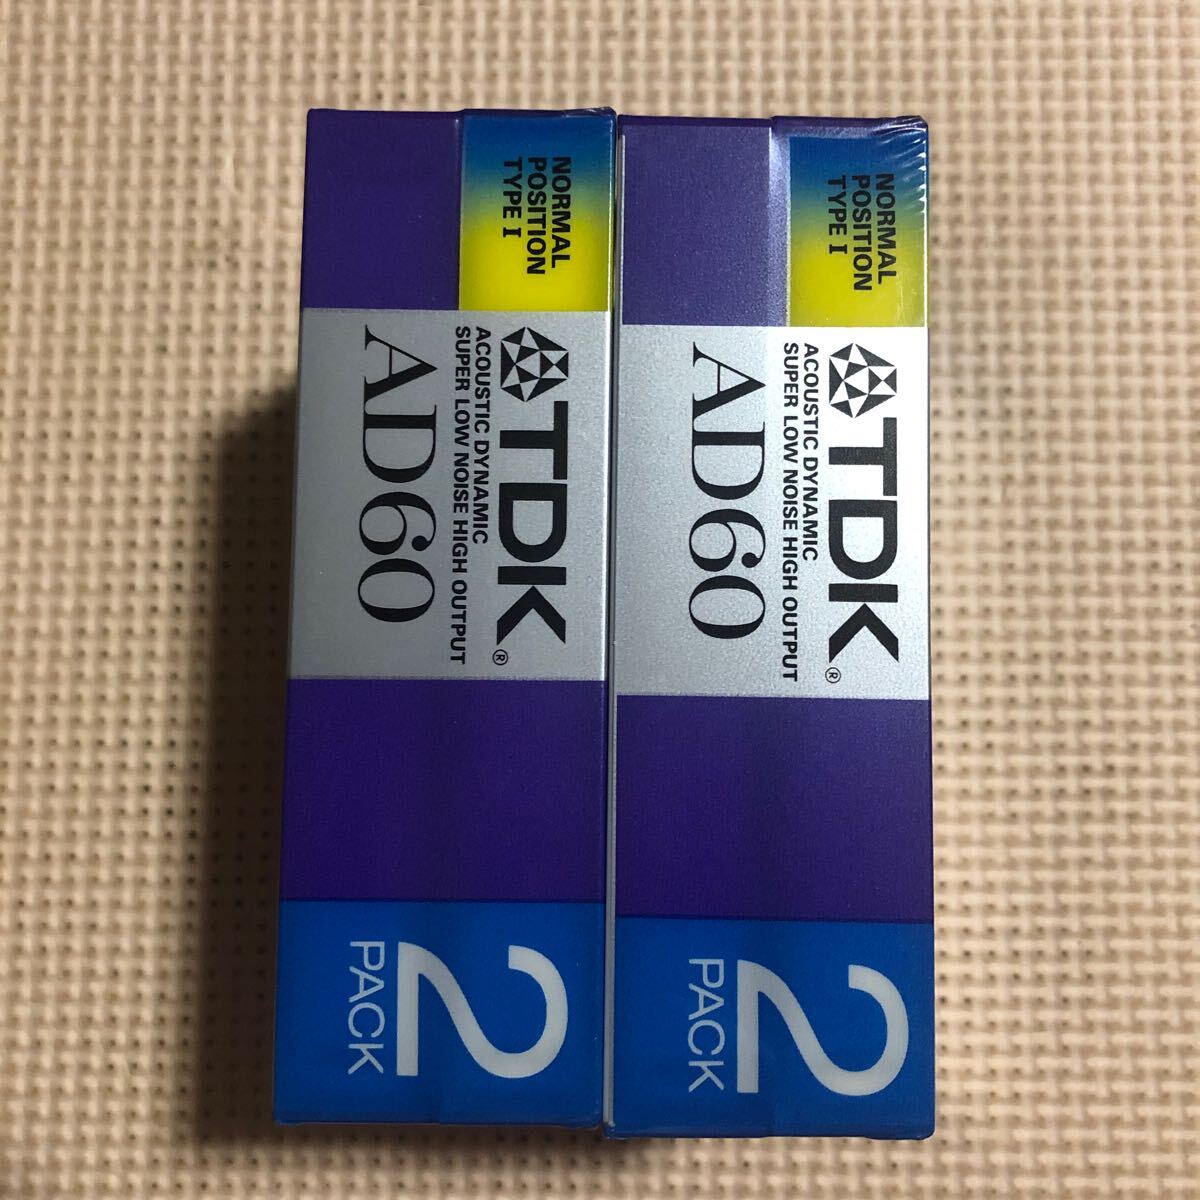 NORMAL
POSITION
TYPE I
TDK®
ACOUSTIC DYNAMIC
SUPER LOW NOISE HIGH OUTPUT
AD60
2
PACK
NORMAL
POSITION
TYPE I
TDK®
ACOUSTIC DYNAMIC
SUPER LOW NOISE HIGH OUTPUT
AD60
2
PACK